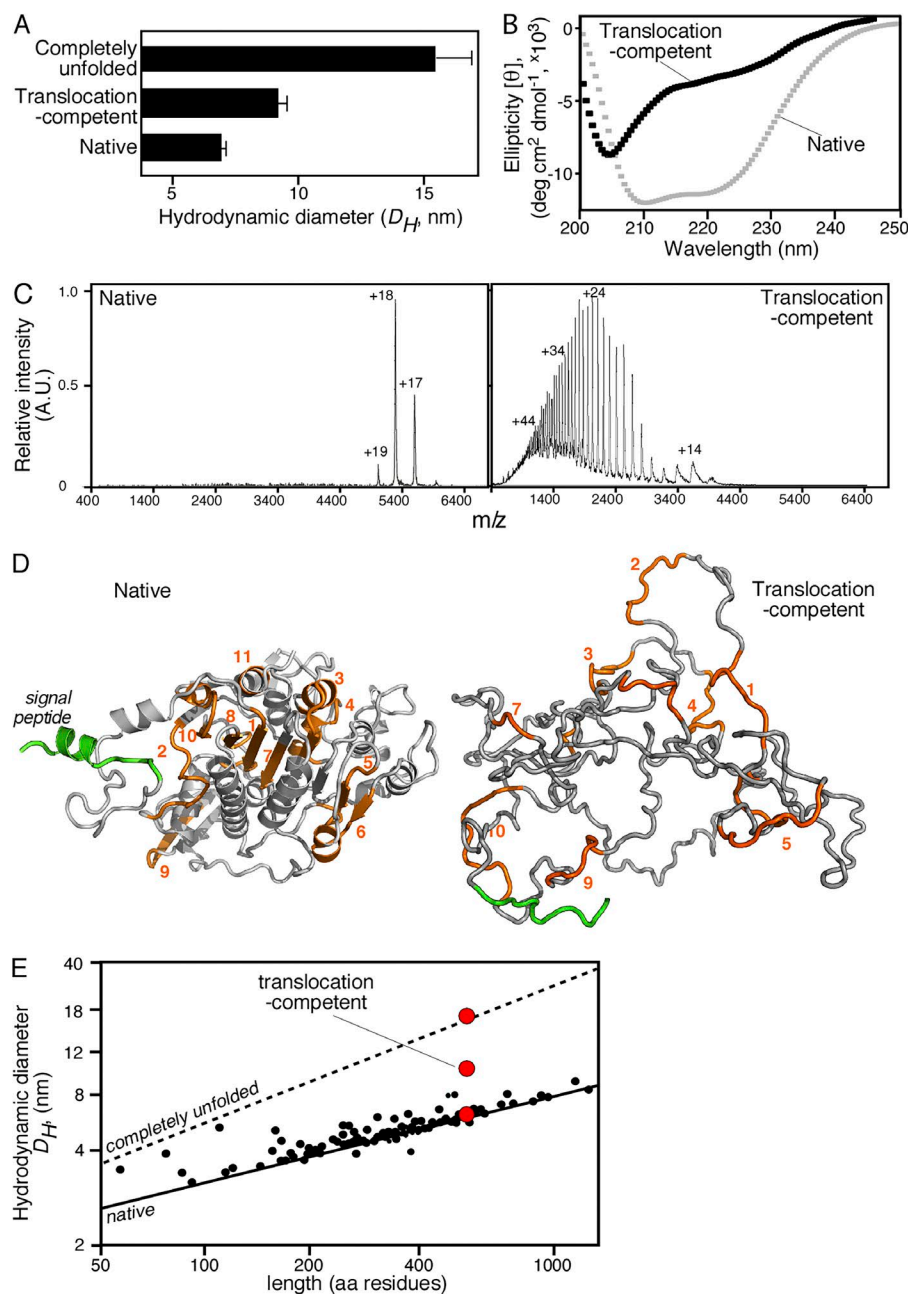 A
Completely
unfolded
Translocation
-competent
Native
5
10
15
Hydrodynamic diameter (DH, nm)
B
Ellipticity [θ],
(deg cm2 dmol-1, x103)
0
-5
-10
Translocation
-competent
Native
200
210
220
230
240
250
Wavelength (nm)
C
Relative intensity
(A.U.)
1.0
0.5
0
Native
+18
+17
+19
400
1400
2400
3400
4400
5400
6400
Translocation
-competent
+24
+34
+44
+14
1400
2400
3400
4400
5400
6400
m/z
D
Native
signal
peptide
11
3
4
8
1
10
2
7
5
6
9
Translocation
-competent
2
3
1
4
7
10
9
5
E
Hydrodynamic diameter
DH, (nm)
40
18
12
8
4
2
translocation
-competent
completely unfolded
native
50
100
200
400
1000
length (aa residues)